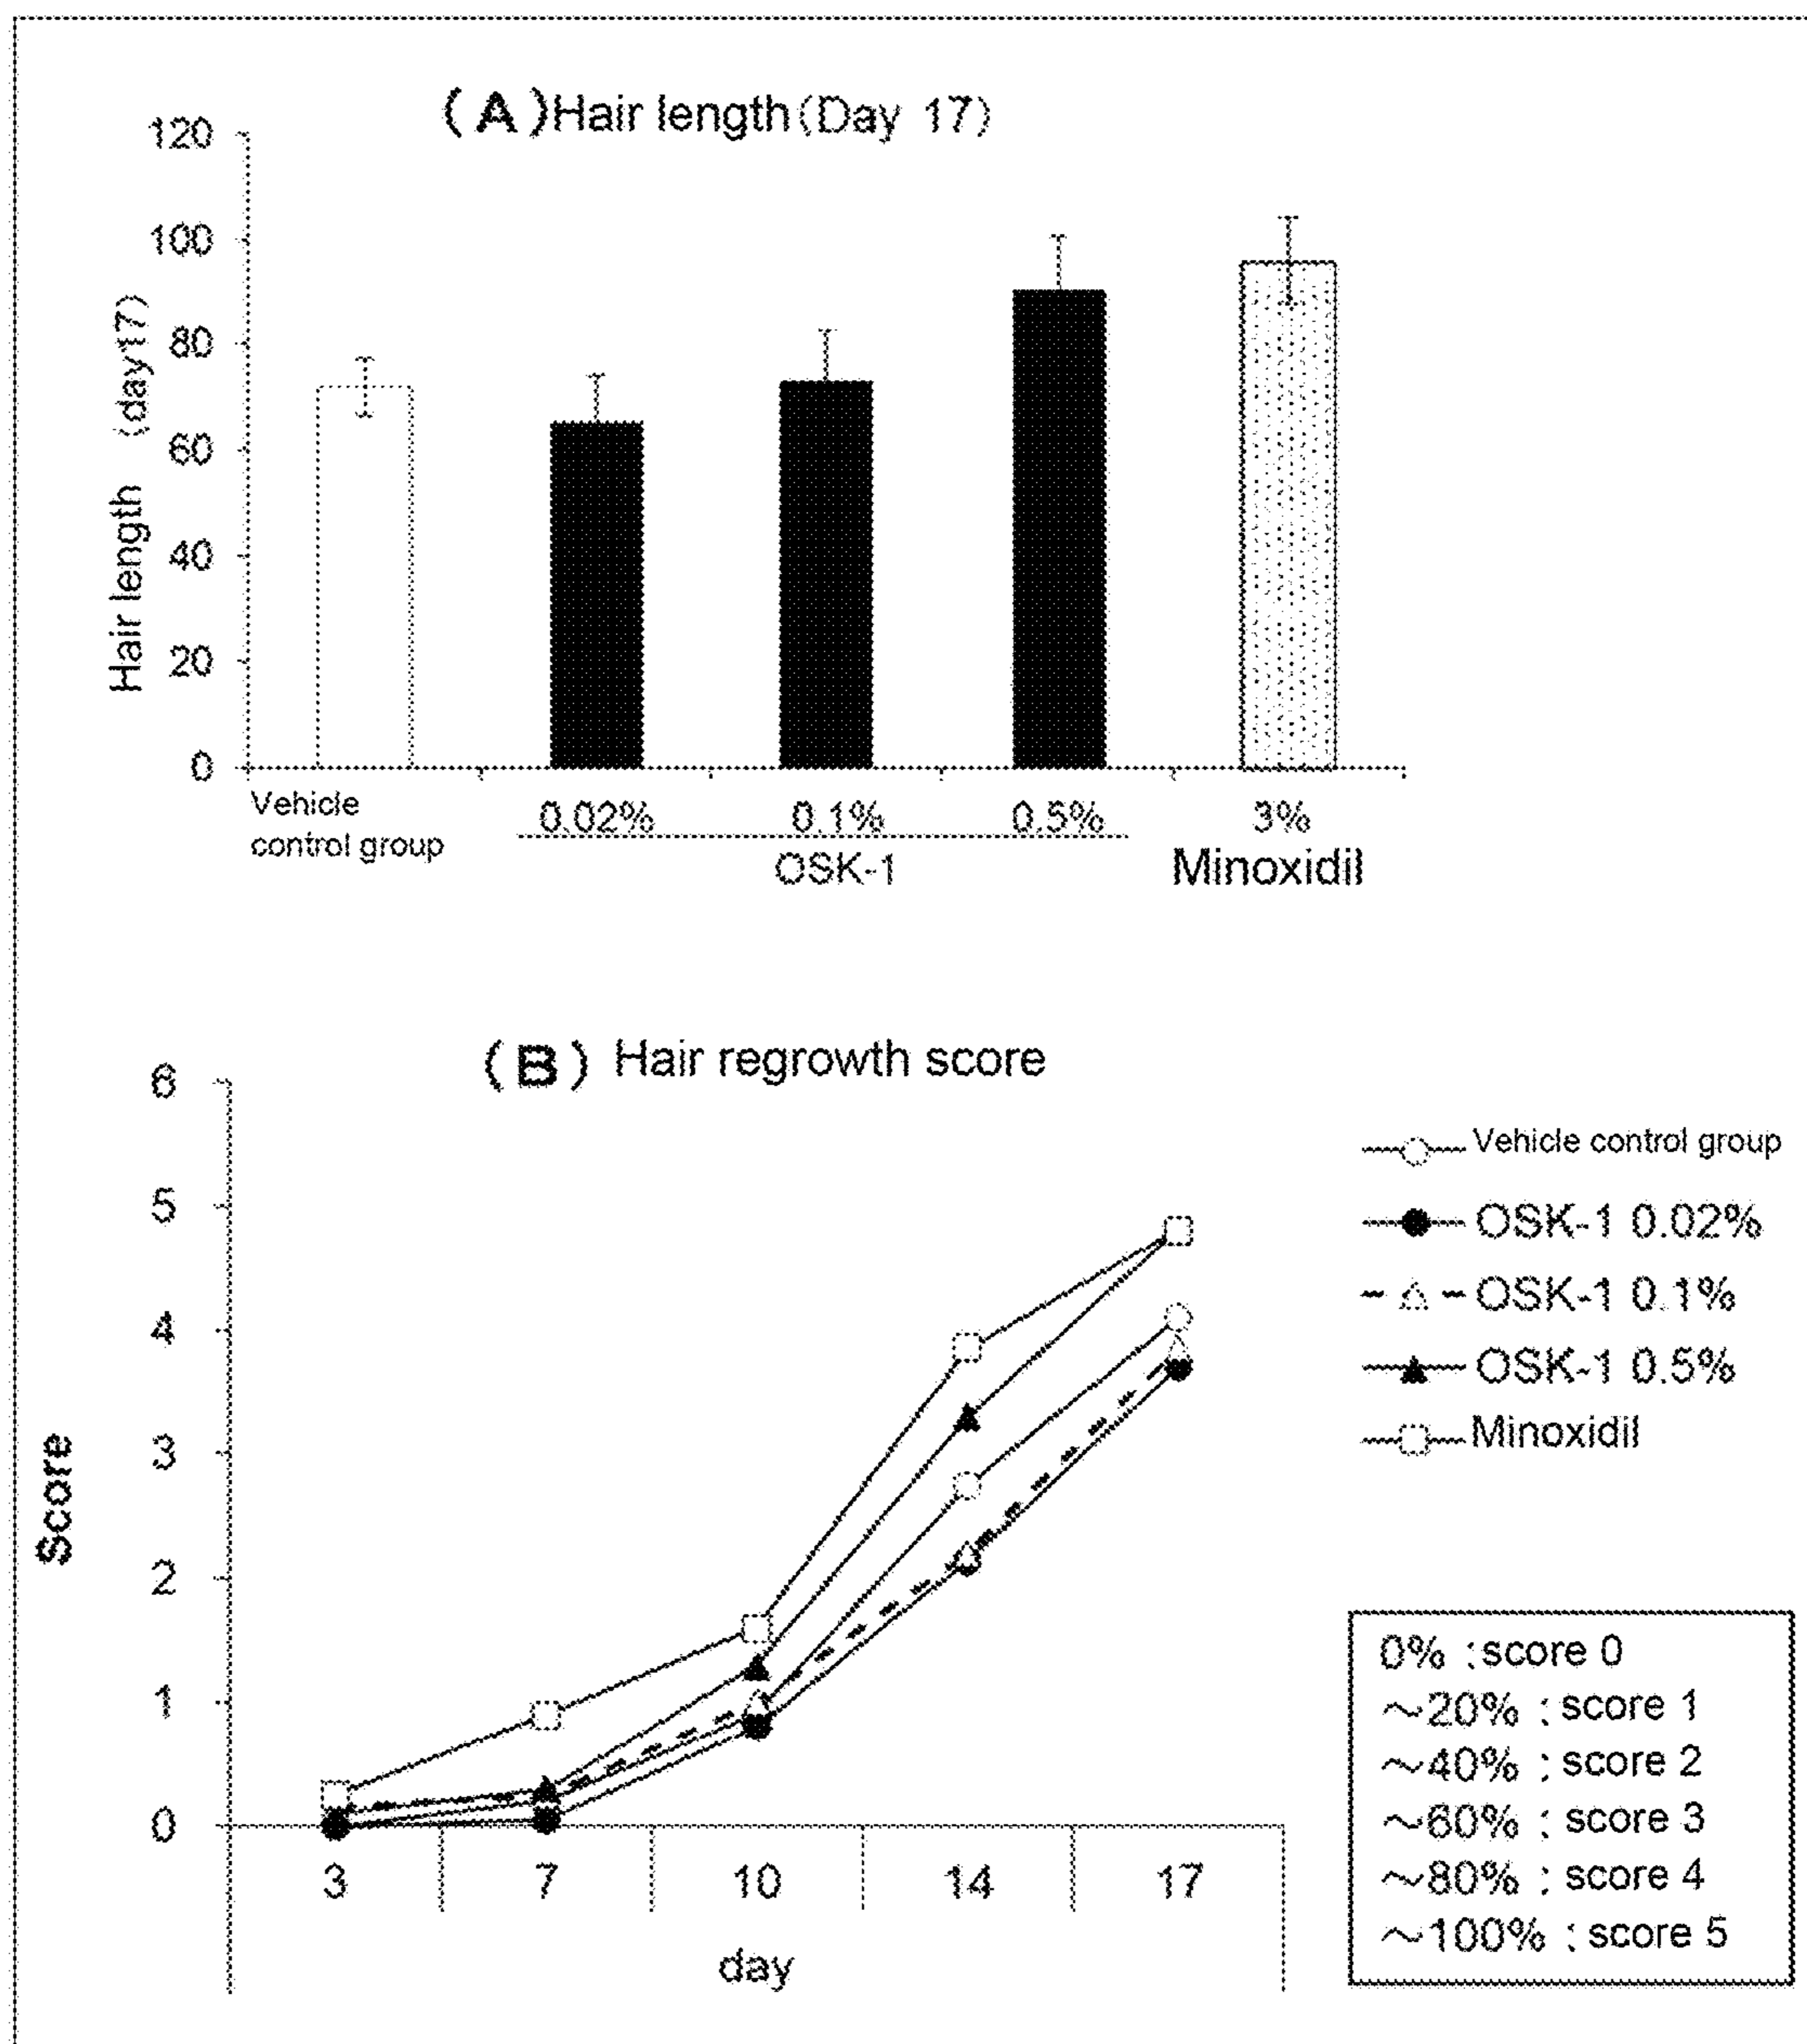 (A)Hair length(Day 17)
Hair length (day17)
120
100
80
60
40
20
0
Vehicle
control group
0.02% 0.1% 0.5% 3%
OSK-1 Minoxidil
(B) Hair regrowth score
Score
6
5
4
3
2
1
0
3 7 10 14 17
day
Vehicle control group
OSK-1 0.02%
OSK-1 0.1%
OSK-1 0.5%
Minoxidil
0% : score 0
~20% : score 1
~40% : score 2
~60% : score 3
~80% : score 4
~100% : score 5